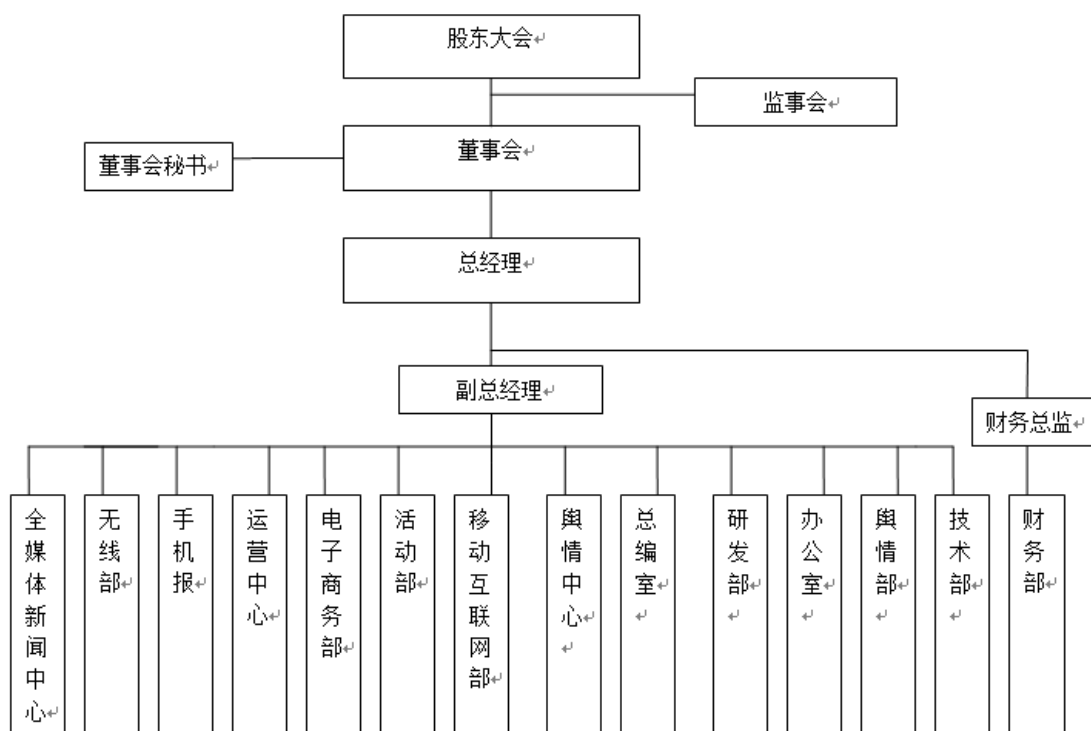 股东大会
监事会
董事会
董事会秘书
总经理
副总经理
财务总监
全媒体新闻中心
无线部
手机报
运营中心
电子商务部
活动部
移动互联网部
舆情中心
总编室
研发部
办公室
舆情部
技术部
财务部